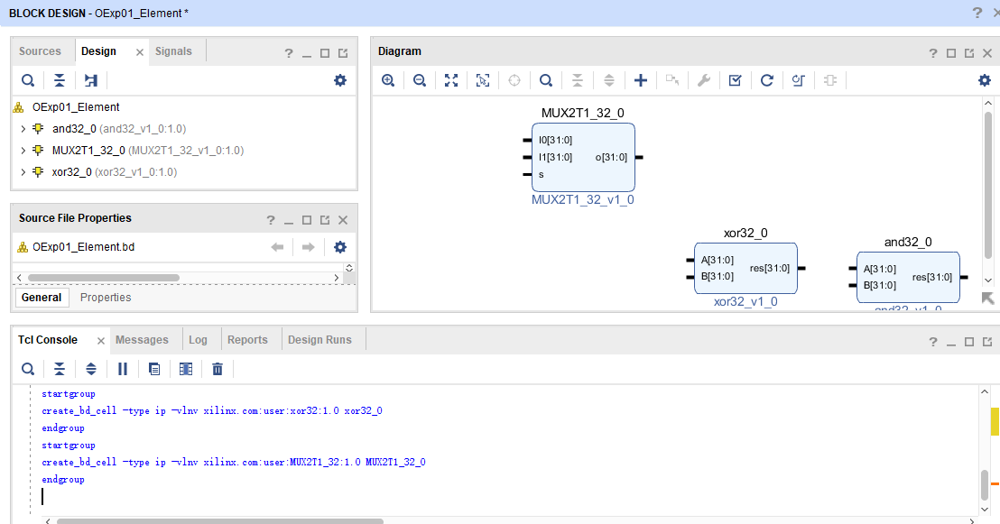 BLOCK DESIGN - OExp01_Element *
Sources
Design
Signals
OExp01_Element
and32_0 (and32_v1_0:1.0)
MUX2T1_32_0 (MUX2T1_32_v1_0:1.0)
xor32_0 (xor32_v1_0:1.0)
Source File Properties
OExp01_Element.bd
General
Properties
Diagram
MUX2T1_32_0
I0[31:0]
I1[31:0]
s
o[31:0]
MUX2T1_32_v1_0
xor32_0
A[31:0]
B[31:0]
res[31:0]
xor32_v1_0
and32_0
A[31:0]
B[31:0]
res[31:0]
and32_v1_0
Tcl Console
Messages
Log
Reports
Design Runs
startgroup
create_bd_cell -type ip -vlnv xilinx.com:user:xor32:1.0 xor32_0
endgroup
startgroup
create_bd_cell -type ip -vlnv xilinx.com:user:MUX2T1_32:1.0 MUX2T1_32_0
endgroup